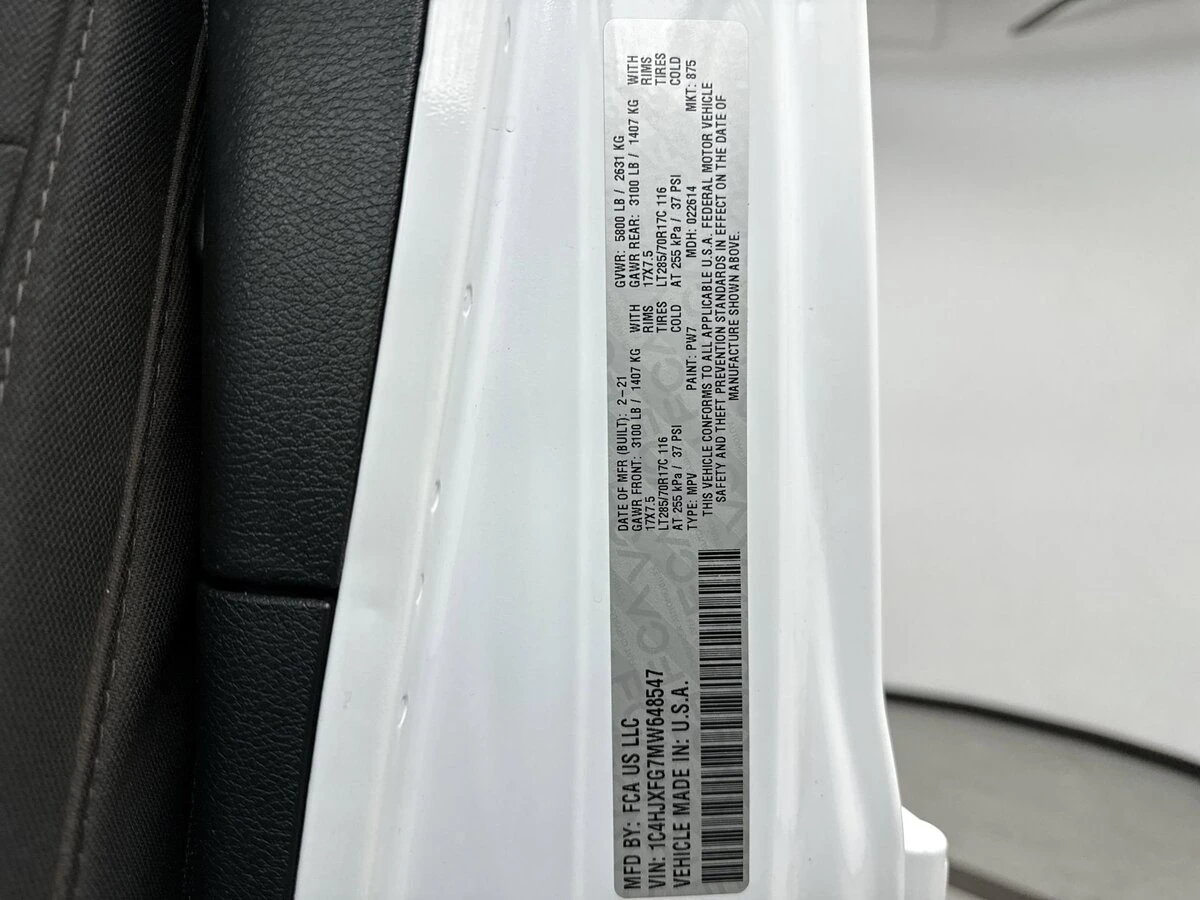 MFD BY: FCA US LLC
VIN: 1C4HJXFG7MW648547
VEHICLE MADE IN: U.S.A.
DATE OF MFR (BUILT): 2-21 GVWR: 5800 LB / 2631 KG
GAWR FRONT: 3100 LB / 1407 KG WITH GAWR REAR: 3100 LB / 1407 KG WITH
17X7.5 RIMS 17X7.5 RIMS
LT285/70R17C 116 TIRES LT285/70R17C 116 TIRES
AT 255 kPa / 37 PSI COLD AT 255 kPa / 37 PSI COLD
TYPE: MPV PAINT: PW7 MDH: 022614 MKT: 875
THIS VEHICLE CONFORMS TO ALL APPLICABLE U.S.A. FEDERAL MOTOR VEHICLE
SAFETY AND THEFT PREVENTION STANDARDS IN EFFECT ON THE DATE OF
MANUFACTURE SHOWN ABOVE.